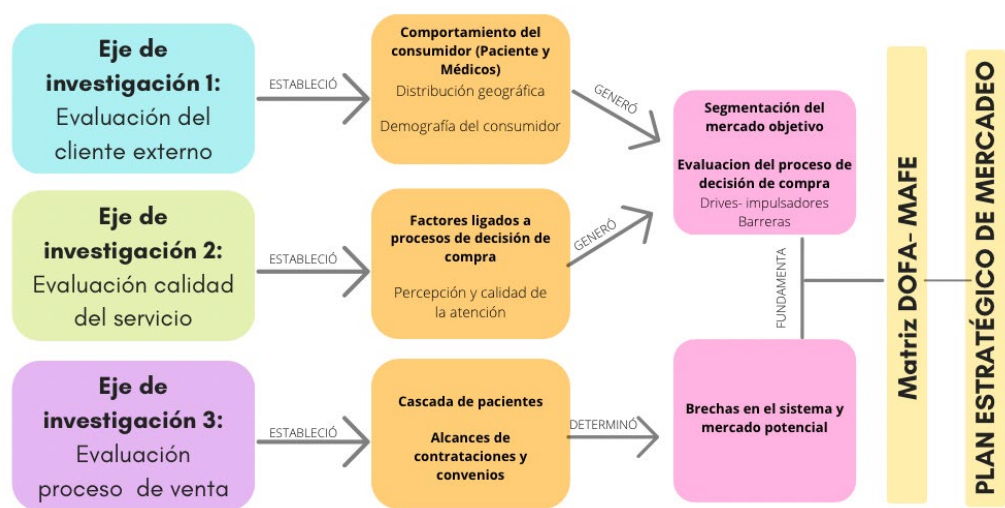 Eje de
investigación 1:
Evaluación del
cliente externo
ESTABLECIÓ
Comportamiento del
consumidor (Paciente y
Médicos)
Distribución geográfica
Demografía del consumidor
GENERÓ
Eje de
investigación 2:
Evaluación calidad
del servicio
ESTABLECIÓ
Factores ligados a
procesos de decisión de
compra
Percepción y calidad de
la atención
GENERÓ
Segmentación del
mercado objetivo
Evaluacion del proceso de
decisión de compra
Drives- impulsadores
Barreras
Eje de
investigación 3:
Evaluación
proceso de venta
ESTABLECIÓ
Cascada de pacientes
Alcances de
contrataciones y
convenios
DETERMINÓ
Brechas en el sistema y
mercado potencial
FUNDAMENTA
Matriz DOFA- MAFE
PLAN ESTRATÉGICO DE MERCADEO